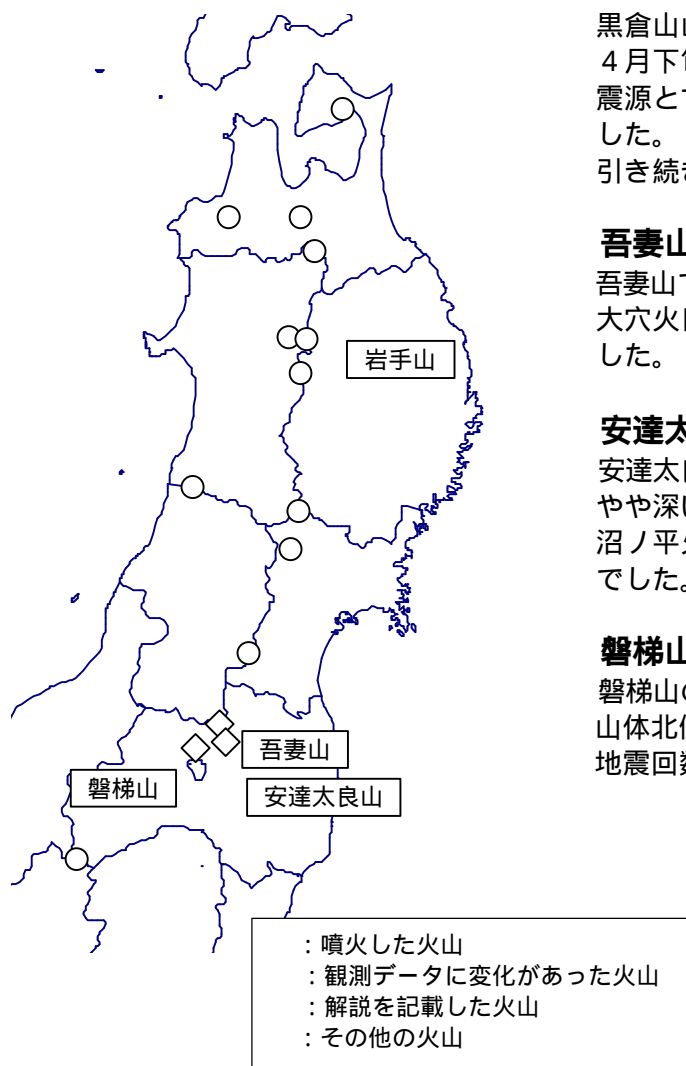 岩手山
吾妻山
磐梯山
安達太良山
：噴火した火山
：観測データに変化があった火山
：解説を記載した火山
：その他の火山
黒倉山
４月下
震源と
した。
引き続き
吾妻山
吾妻山で
大穴火
した。
安達太
安達太
やや深い
沼ノ平
でした。
磐梯山
磐梯山の
山体北
地震回数